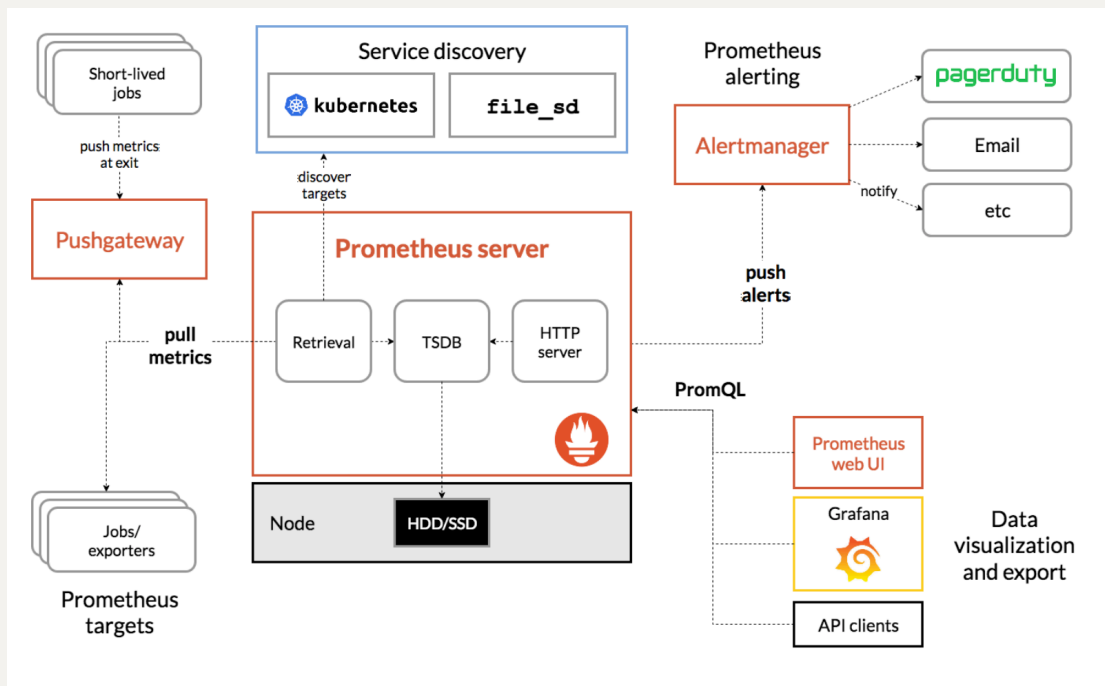 Short-lived
jobs
push metrics
at exit
Pushgateway
Service discovery
kubernetes
file_sd
discover
targets
Prometheus
alerting
Alertmanager
pagerduty
Email
notify
etc
Prometheus server
Retrieval
TSDB
HTTP
server
pull
metrics
push
alerts
PromQL
Node
HDD/SSD
Jobs/
exporters
Prometheus
targets
Prometheus
web UI
Grafana
API clients
Data
visualization
and export